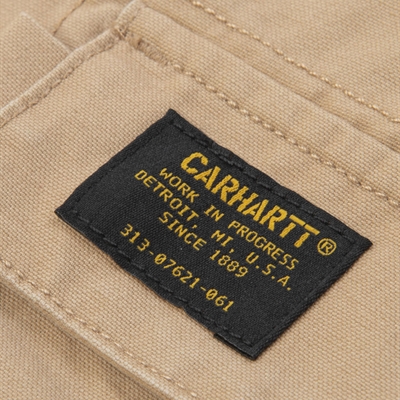 CARHARTT®
WORK IN PROGRESS
DETROIT, MI, U.S.A.
SINCE 1889
313-07621-061